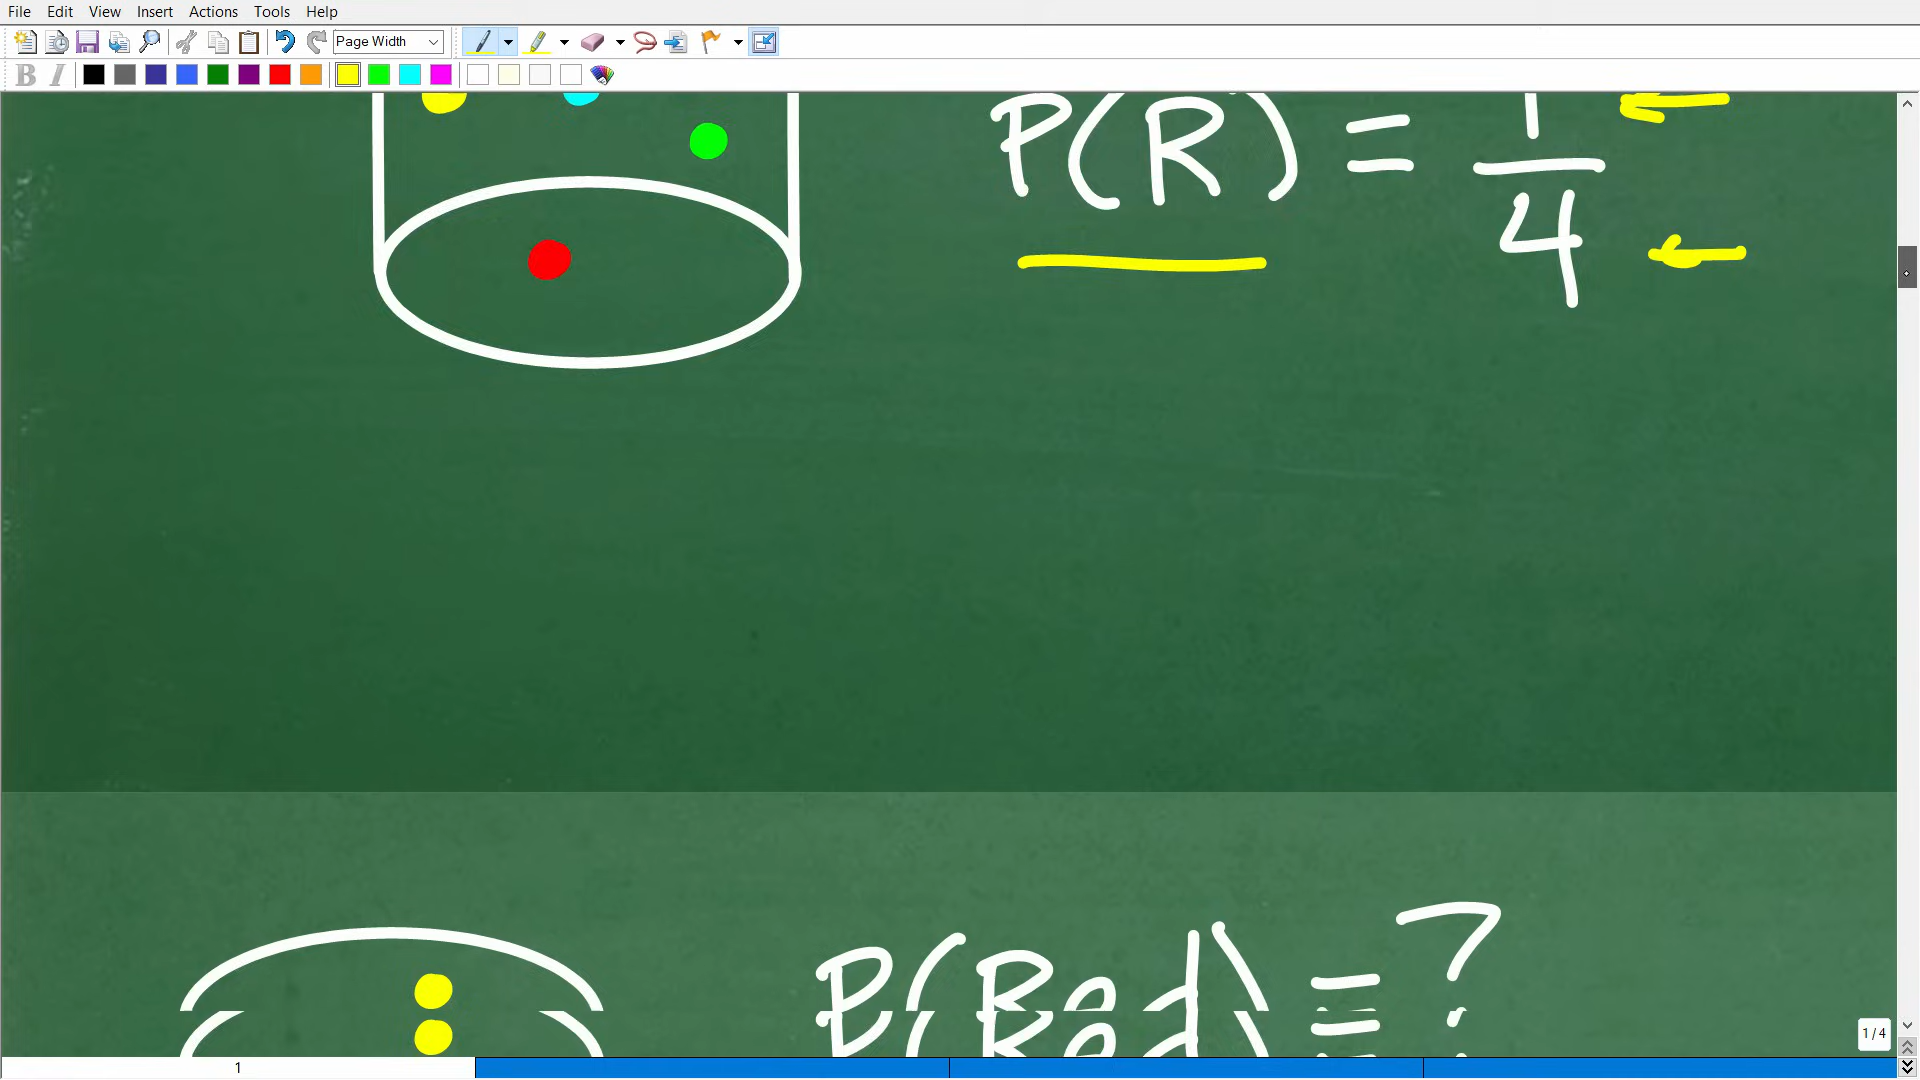 File Edit View Insert Actions Tools Help
Page Width
B I
P(R) = 1/4
P(Red) = ?
1 / 4
1